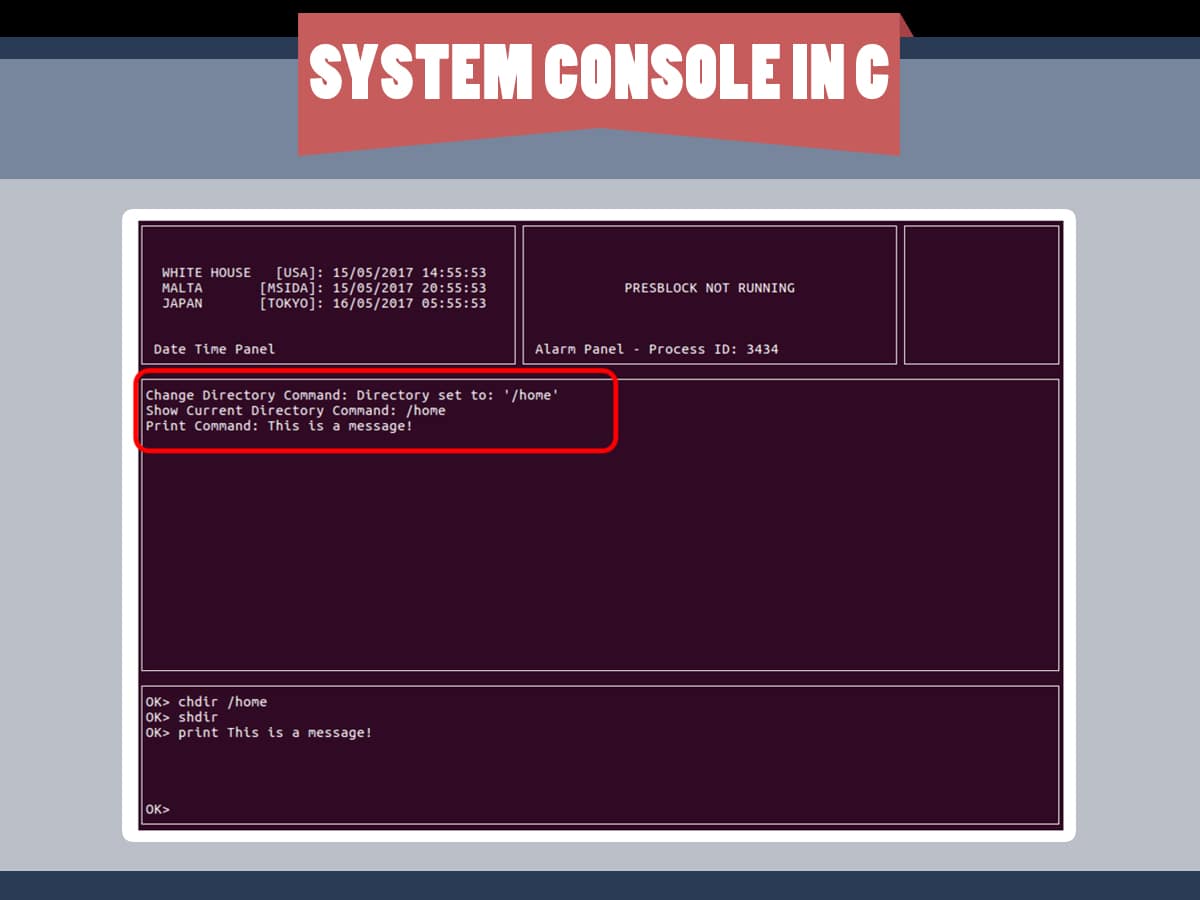 SYSTEM CONSOLE IN C
WHITE HOUSE   [USA]: 15/05/2017 14:55:53
MALTA       [MSIDA]: 15/05/2017 20:55:53
JAPAN       [TOKYO]: 16/05/2017 05:55:53
Date Time Panel
PRESBLOCK NOT RUNNING
Alarm Panel - Process ID: 3434
Change Directory Command: Directory set to: '/home'
Show Current Directory Command: /home
Print Command: This is a message!
OK> chdir /home
OK> shdir
OK> print This is a message!
OK>